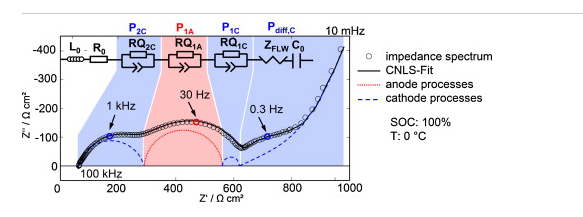 P2C P1A P1C Pdiff,C
10 mHz
L0 R0 RQ2C RQ1A RQ1C ZFLW C0
-400
-300
-200
-100
0
Z'' / Ω cm²
1 kHz
30 Hz
0.3 Hz
100 kHz
0 200 400 600 800 1000
Z' / Ω cm²
impedance spectrum
CNLS-Fit
anode processes
cathode processes
SOC: 100%
T: 0 °C